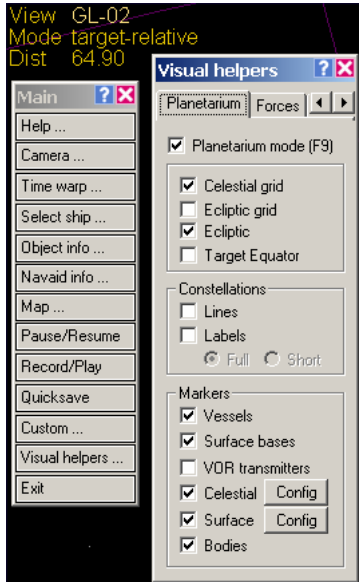 View GL-02
Mode target-relative
Dist 64.90
Main
Help ...
Camera ...
Time warp ...
Select ship ...
Object info ...
Navaid info ...
Map ...
Pause/Resume
Record/Play
Quicksave
Custom ...
Visual helpers ...
Exit
Visual helpers
Planetarium Forces
Planetarium mode (F9)
Celestial grid
Ecliptic grid
Ecliptic
Target Equator
Constellations
Lines
Labels
Full Short
Markers
Vessels
Surface bases
VOR transmitters
Celestial Config
Surface Config
Bodies